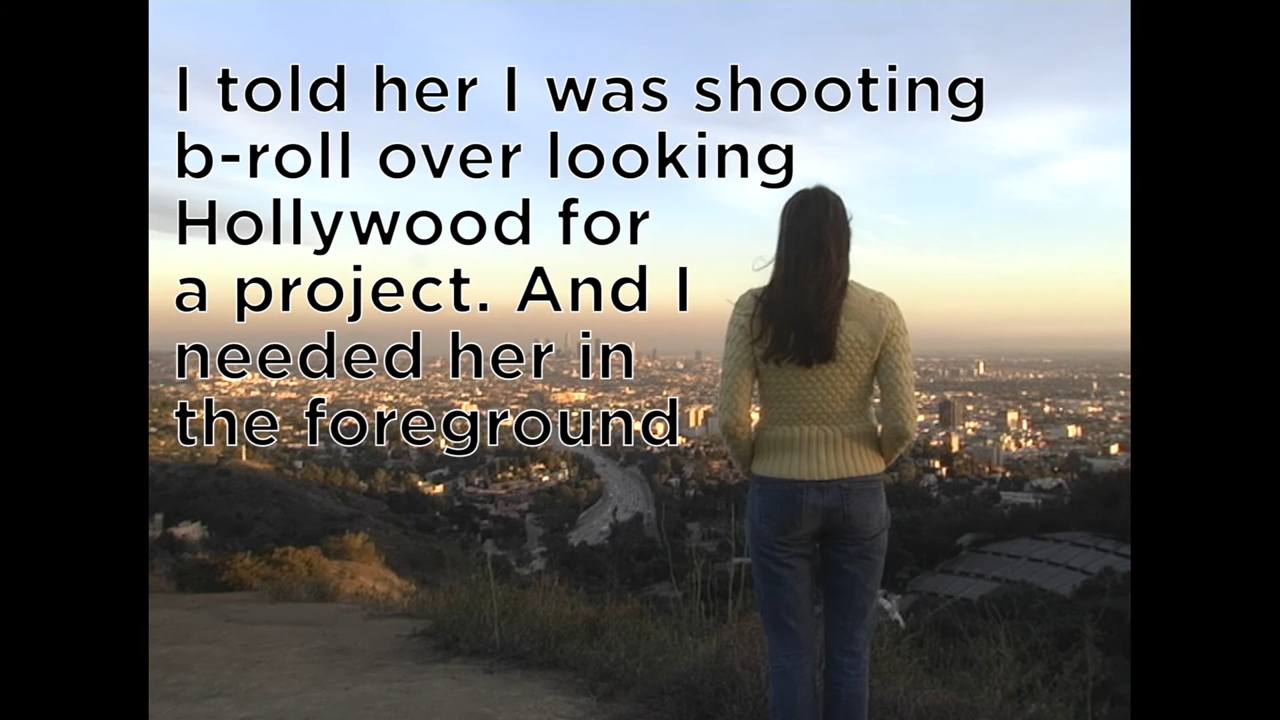 I told her I was shooting
b-roll over looking
Hollywood for
a project. And I
needed her in
the foreground